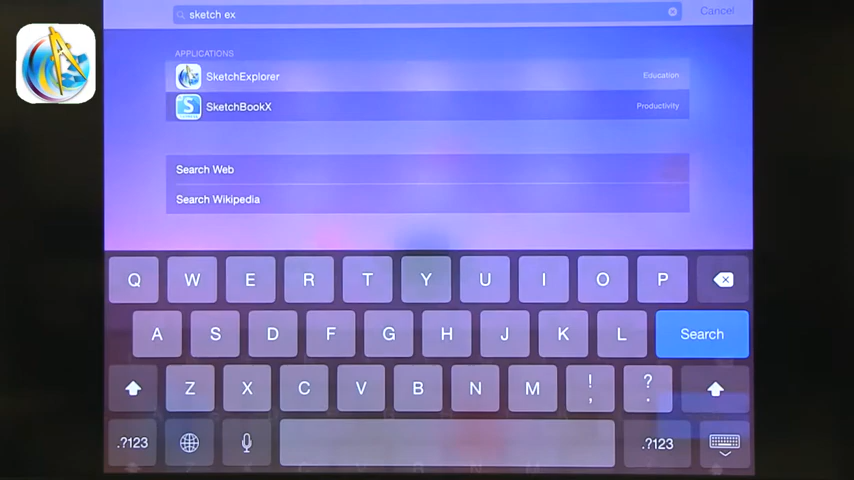 sketch ex
Cancel
APPLICATIONS
SketchExplorer
Education
S SketchBookX
Productivity
Search Web
Search Wikipedia
Q W E R T Y U I O P
A S D F G H J K L Search
Z X C V B N M ! , ? .
.?123 .?123